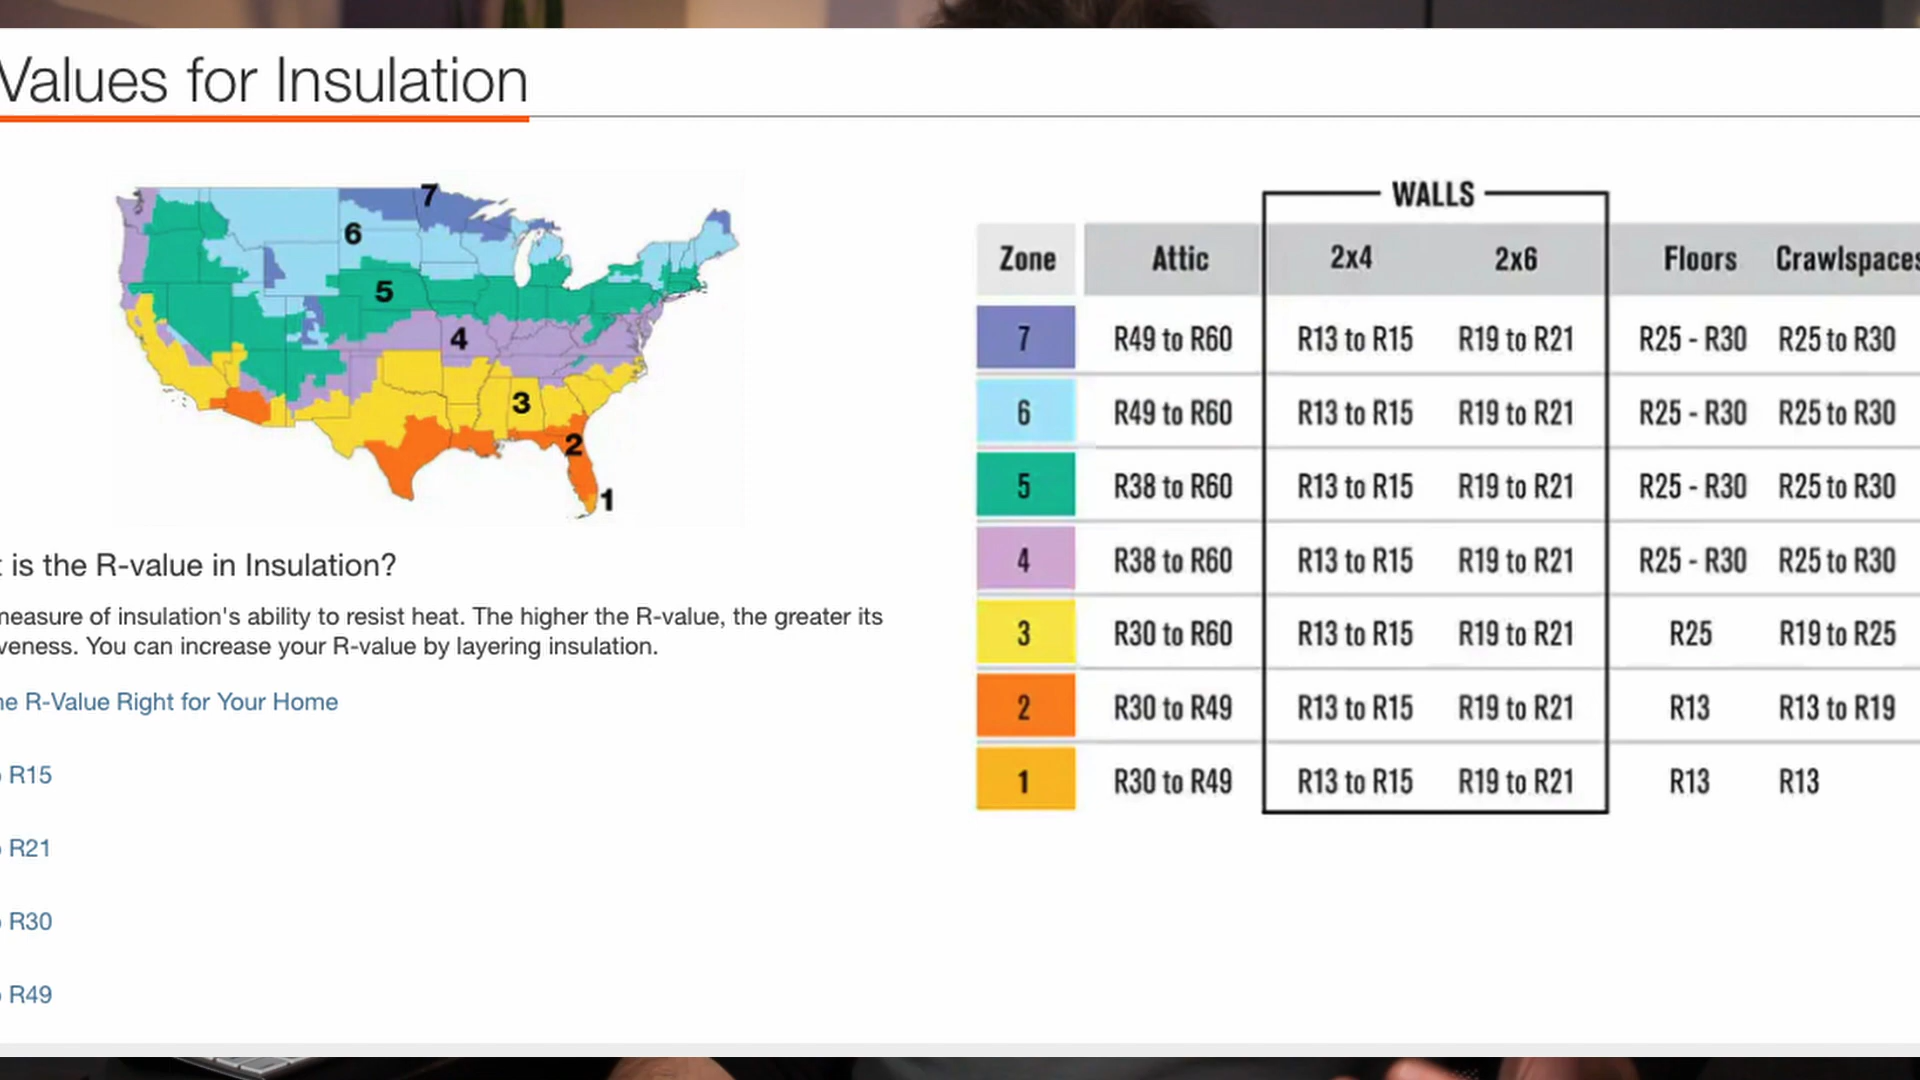 Values for Insulation
7
6
5
4
3
2
1
is the R-value in Insulation?
measure of insulation's ability to resist heat. The higher the R-value, the greater its
veness. You can increase your R-value by layering insulation.
ne R-Value Right for Your Home
R15
R21
R30
R49
WALLS
Zone Attic 2x4 2x6 Floors Crawlspaces
7 R49 to R60 R13 to R15 R19 to R21 R25 - R30 R25 to R30
6 R49 to R60 R13 to R15 R19 to R21 R25 - R30 R25 to R30
5 R38 to R60 R13 to R15 R19 to R21 R25 - R30 R25 to R30
4 R38 to R60 R13 to R15 R19 to R21 R25 - R30 R25 to R30
3 R30 to R60 R13 to R15 R19 to R21 R25 R19 to R25
2 R30 to R49 R13 to R15 R19 to R21 R13 R13 to R19
1 R30 to R49 R13 to R15 R19 to R21 R13 R13